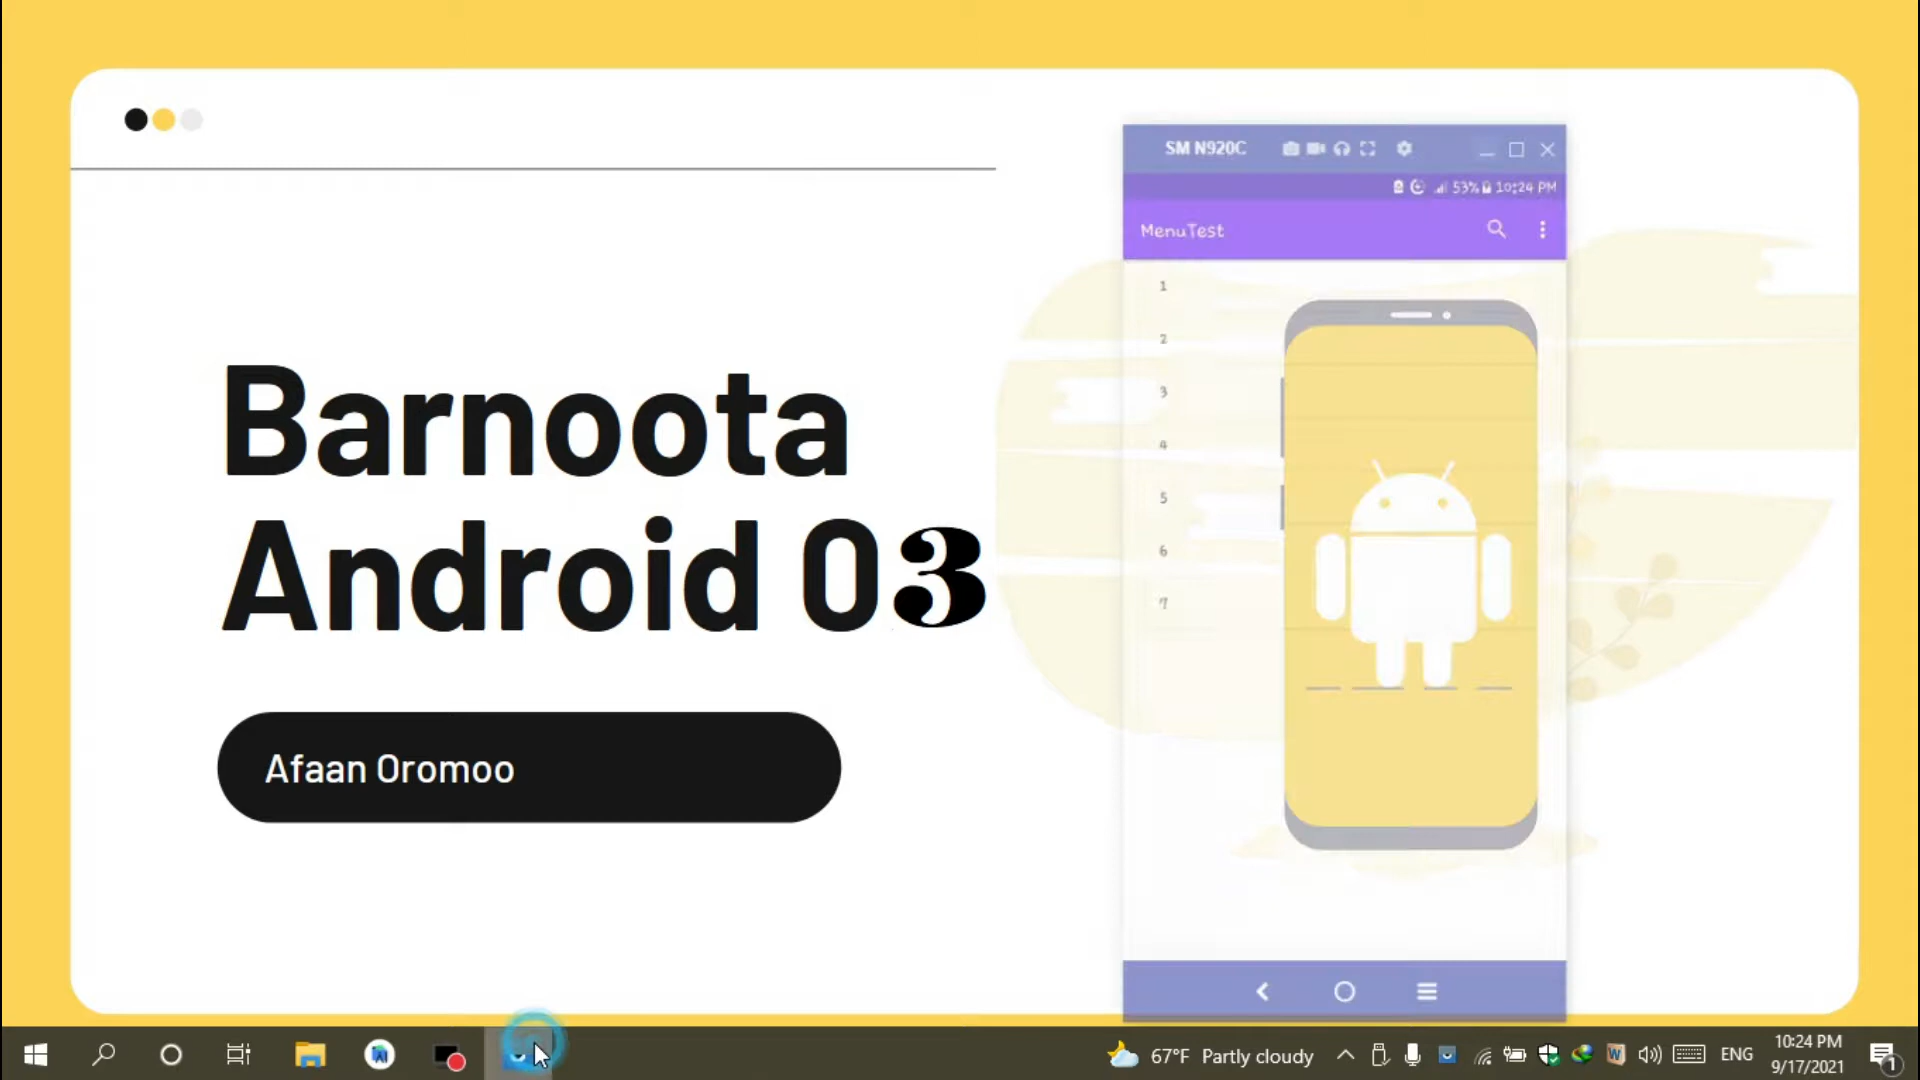 SM N920C
53% 10:24 PM
MenuTest
1
2
3
4
5
6
7
Barnoota
Android 03
Afaan Oromoo
67°F Partly cloudy
ENG
10:24 PM
9/17/2021
1